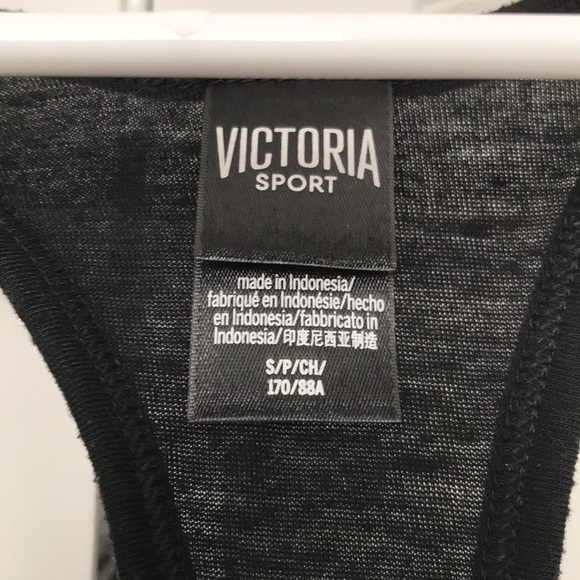 VICTORIA
SPORT
made in Indonesia/
fabriqué en Indonésie/hecho
en Indonesia/fabbricato in
Indonesia/印度尼西亚制造
S/P/CH/
170/88A